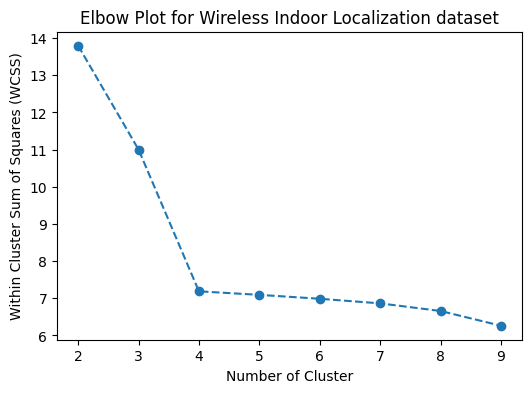 Elbow Plot for Wireless Indoor Localization dataset
Within Cluster Sum of Squares (WCSS)
14
13
12
11
10
9
8
7
6
2 3 4 5 6 7 8 9
Number of Cluster